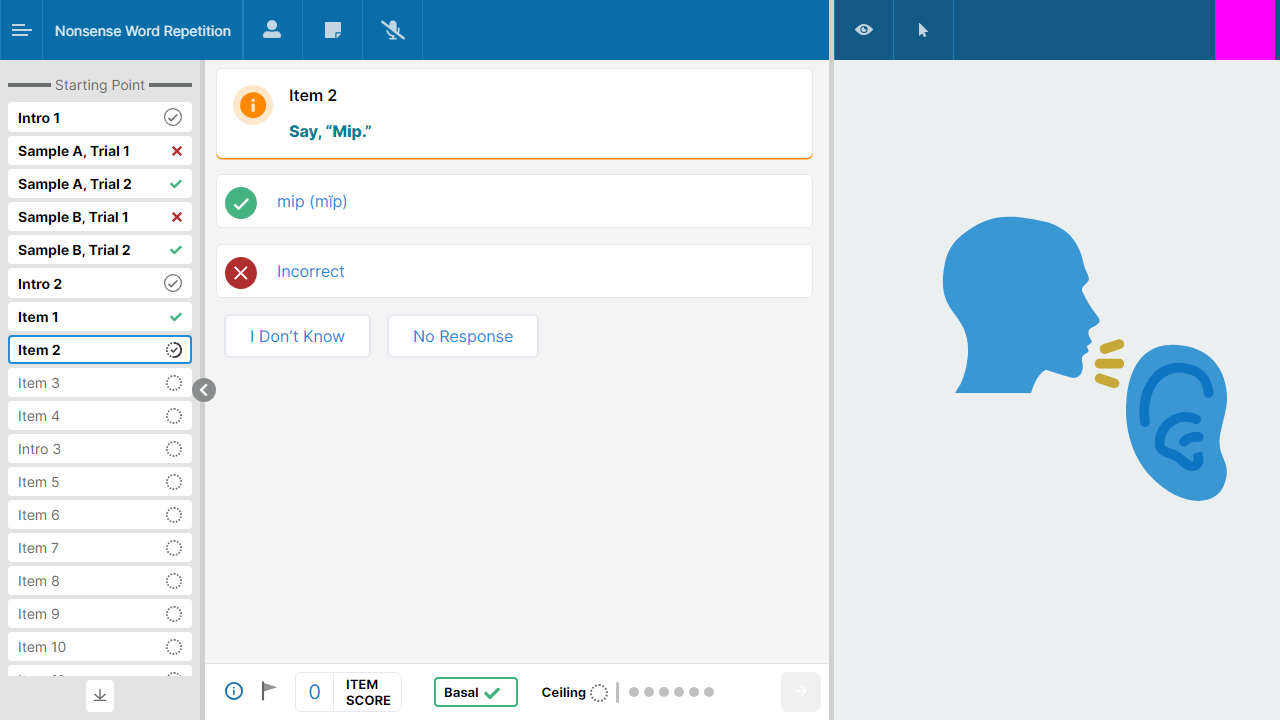 Nonsense Word Repetition
Starting Point
Intro 1
Sample A, Trial 1
Sample A, Trial 2
Sample B, Trial 1
Sample B, Trial 2
Intro 2
Item 1
Item 2
Item 3
Item 4
Intro 3
Item 5
Item 6
Item 7
Item 8
Item 9
Item 10
Item 2
Say, “Mip.”
mip (mĭp)
Incorrect
I Don’t Know
No Response
0
ITEM
SCORE
Basal
Ceiling